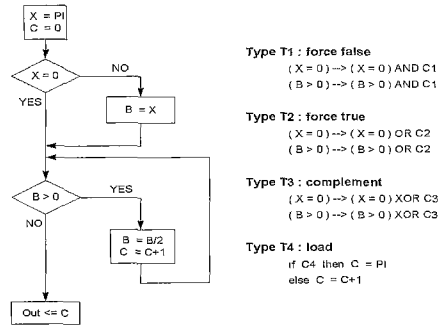 X = PI
C = 0
X = 0
NO
YES
B = X
B > 0
YES
NO
B = B/2
C = C+1
Out <= C
Type T1 : force false
( X = 0 ) --> ( X = 0 ) AND C1
( B > 0 ) --> ( B > 0 ) AND C1
Type T2 : force true
( X = 0 ) --> ( X = 0 ) OR C2
( B > 0 ) --> ( B > 0 ) OR C2
Type T3 : complement
( X = 0 ) --> ( X = 0 ) XOR C3
( B > 0 ) --> ( B > 0 ) XOR C3
Type T4 : load
if C4 then C = PI
else C = C+1